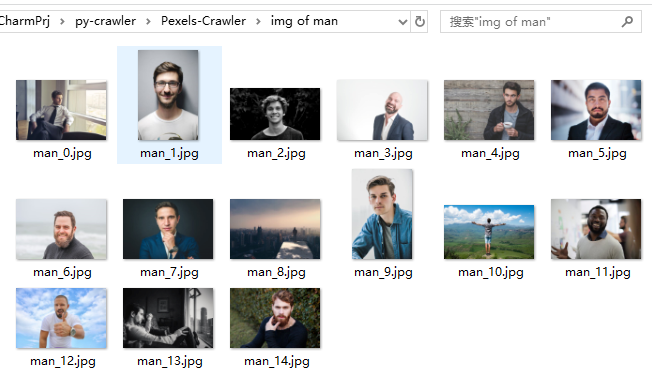 CharmPrj > py-crawler > Pexels-Crawler > img of man
搜索"img of man"
man_0.jpg man_1.jpg man_2.jpg man_3.jpg man_4.jpg man_5.jpg
man_6.jpg man_7.jpg man_8.jpg man_9.jpg man_10.jpg man_11.jpg
man_12.jpg man_13.jpg man_14.jpg